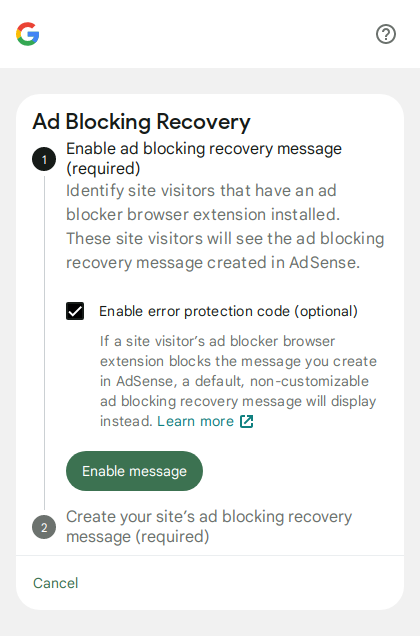 Ad Blocking Recovery
1
Enable ad blocking recovery message
(required)
Identify site visitors that have an ad
blocker browser extension installed.
These site visitors will see the ad blocking
recovery message created in AdSense.
Enable error protection code (optional)
If a site visitor’s ad blocker browser
extension blocks the message you create
in AdSense, a default, non-customizable
ad blocking recovery message will display
instead. Learn more
Enable message
2
Create your site’s ad blocking recovery
message (required)
Cancel